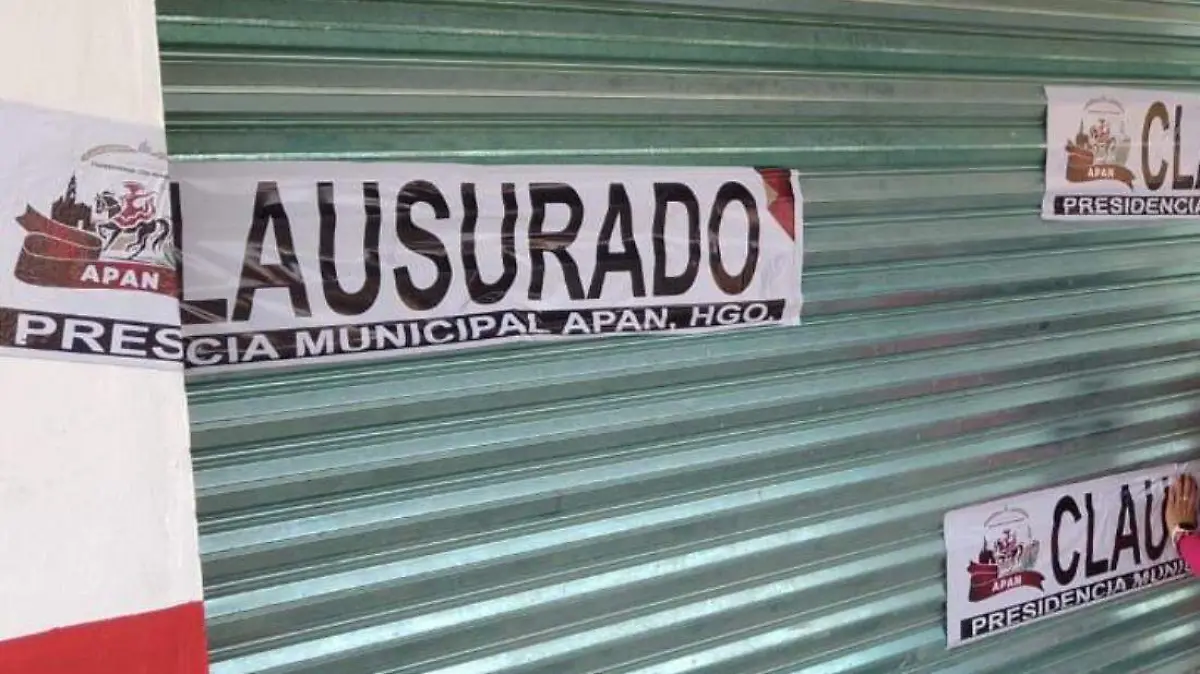 APAN
LAUSURADO
PRESCIA MUNICIPAL APAN, HGO.
APAN
CLA
PRESIDENCIA
APAN
CLAU
PRESIDENCIA MUNI